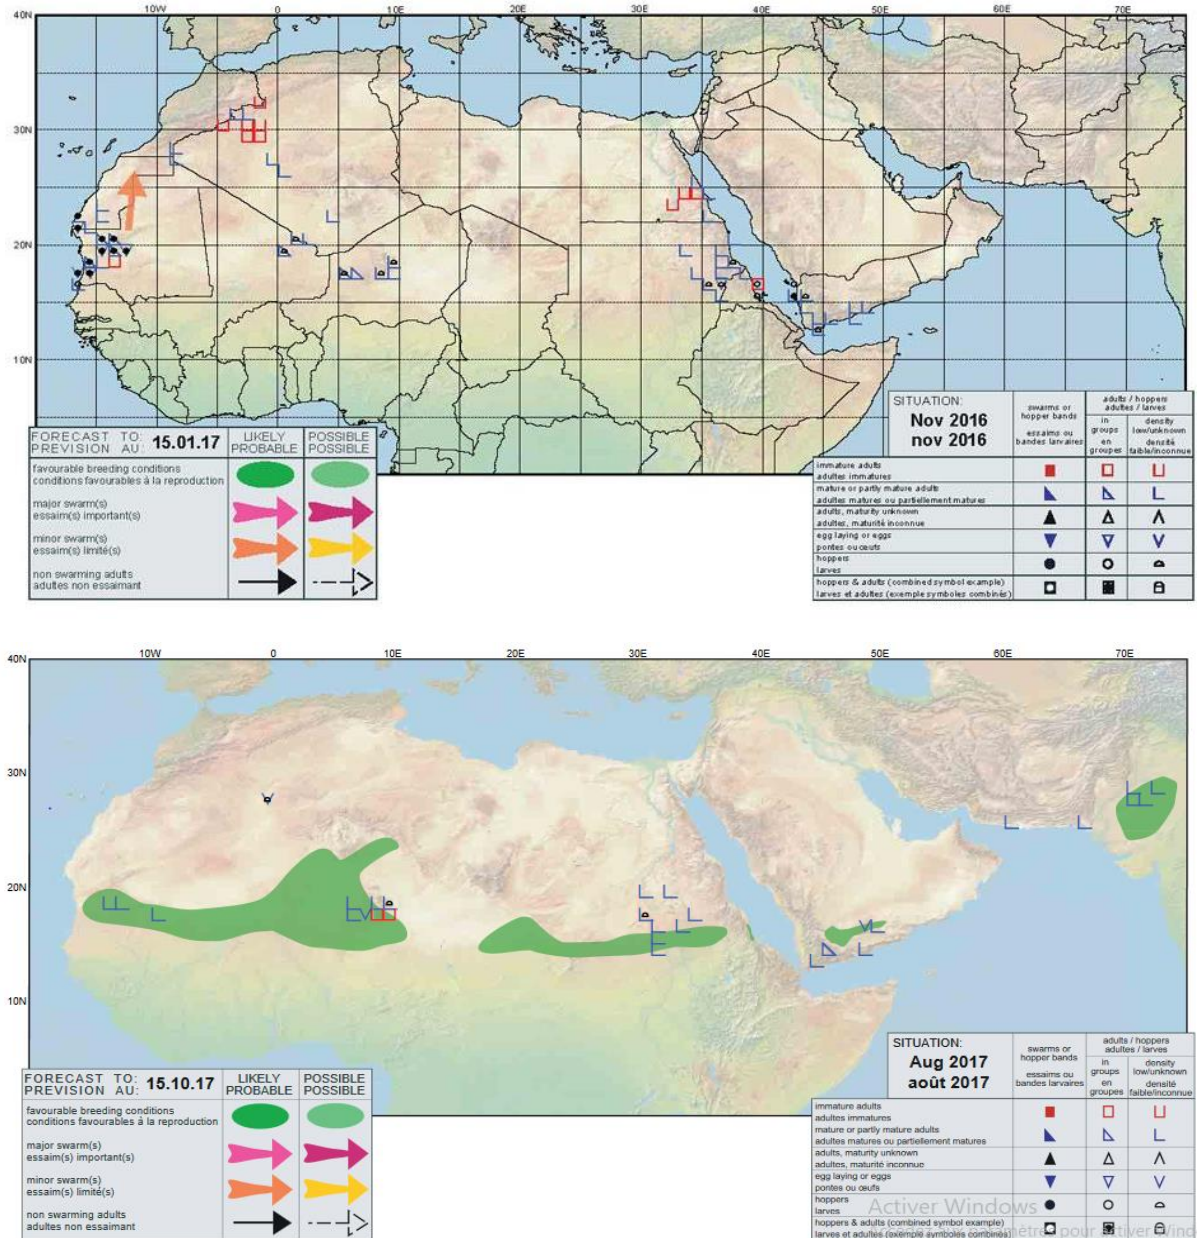 40N
10W
0
10E
20E
30E
40E
50E
60E
70E
30N
20N
10N
FORECAST TO:
PREVISION AU:
15.01.17
LIKELY
PROBABLE
POSSIBLE
POSSIBLE
favourable breeding conditions
conditions favourables à la reproduction
major swarm(s)
essaim(s) important(s)
minor swarm(s)
essaim(s) limité(s)
non swarming adults
adultes non essaimant
SITUATION:
Nov 2016
nov 2016
swarms or
hopper bands
essaims ou
bandes larvaires
adults / hoppers
adultes / larves
in
groups
en
groupes
density
low/unknown
densité
faible/inconnue
immature adults
adultes immatures
mature or partly mature adults
adultes matures ou partiellement matures
adults, maturity unknown
adultes, maturité inconnue
egg laying or eggs
pontes ou œufs
hoppers
larves
hoppers & adults (combined symbol example)
larves et adultes (exemple symboles combinés)
40N
10W
0
10E
20E
30E
40E
50E
60E
70E
30N
20N
10N
FORECAST TO:
PREVISION AU:
15.10.17
LIKELY
PROBABLE
POSSIBLE
POSSIBLE
favourable breeding conditions
conditions favourables à la reproduction
major swarm(s)
essaim(s) important(s)
minor swarm(s)
essaim(s) limité(s)
non swarming adults
adultes non essaimant
SITUATION:
Aug 2017
août 2017
swarms or
hopper bands
essaims ou
bandes larvaires
adults / hoppers
adultes / larves
in
groups
en
groupes
density
low/unknown
densité
faible/inconnue
immature adults
adultes immatures
mature or partly mature adults
adultes matures ou partiellement matures
adults, maturity unknown
adultes, maturité inconnue
egg laying or eggs
pontes ou œufs
hoppers
larves
hoppers & adults (combined symbol example)
larves et adultes (exemple symboles combinés)
Activer Windows
pour activer Wind